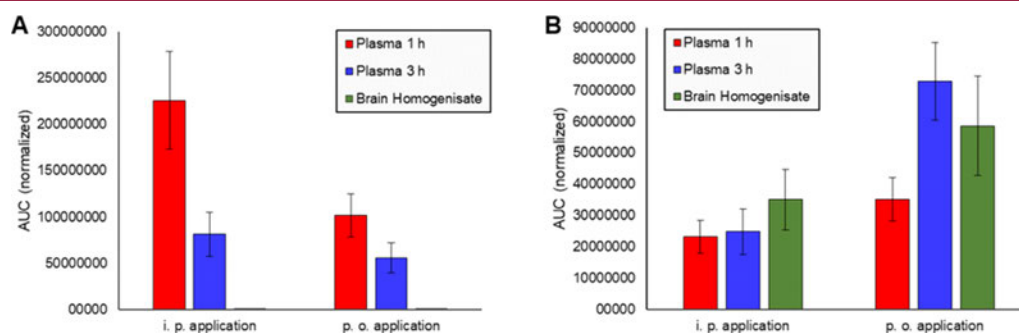 A
300000000
250000000
200000000
150000000
100000000
50000000
00000
AUC (normalized)
i. p. application
p. o. application
Plasma 1 h
Plasma 3 h
Brain Homogenisate
B
90000000
80000000
70000000
60000000
50000000
40000000
30000000
20000000
10000000
00000
AUC (normalized)
i. p. application
p. o. application
Plasma 1 h
Plasma 3 h
Brain Homogenisate